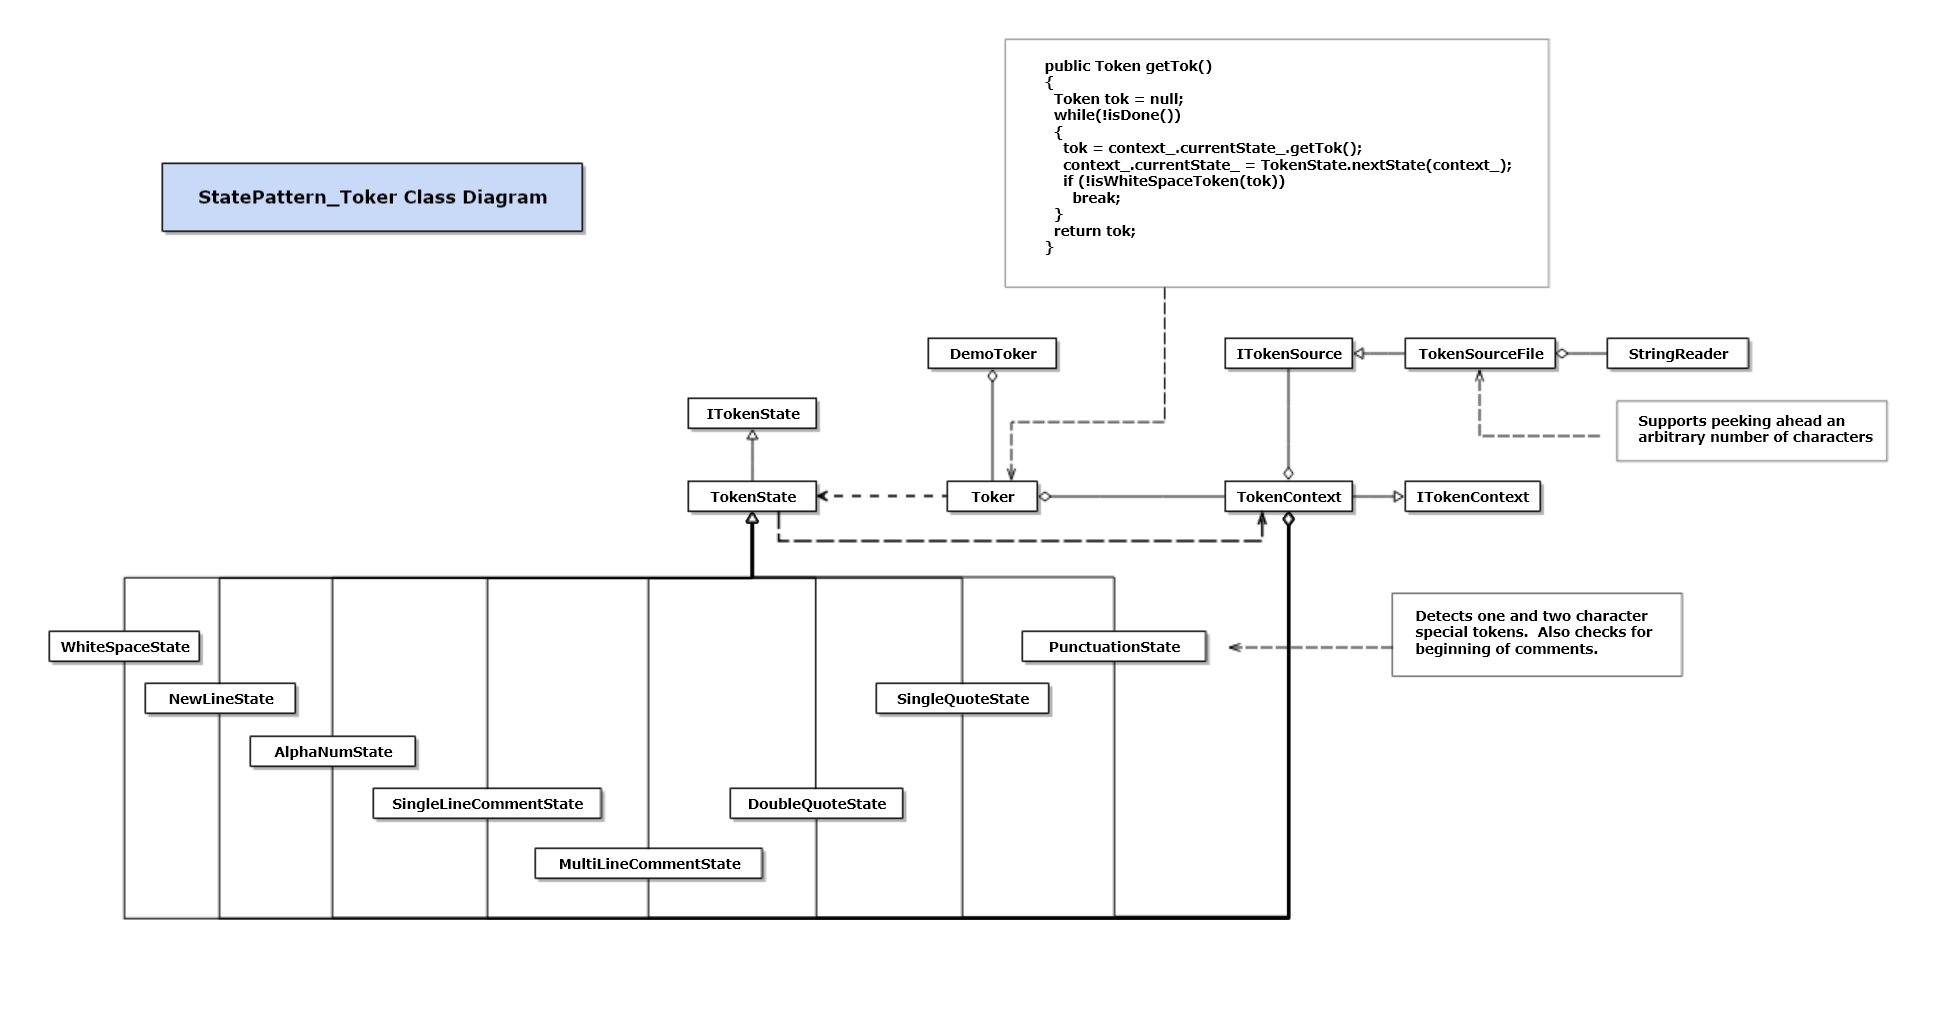 public Token getTok()
{
Token tok = null;
while(!isDone())
{
tok = context_.currentState_.getTok();
context_.currentState_ = TokenState.nextState(context_);
if (!isWhiteSpaceToken(tok))
break;
}
return tok;
}
StatePattern_Toker Class Diagram
DemoToker
ITokenSource
TokenSourceFile
StringReader
ITokenState
Supports peeking ahead an
arbitrary number of characters
TokenState
Toker
TokenContext
ITokenContext
Detects one and two character
special tokens.  Also checks for
beginning of comments.
WhiteSpaceState
PunctuationState
NewLineState
SingleQuoteState
AlphaNumState
SingleLineCommentState
DoubleQuoteState
MultiLineCommentState